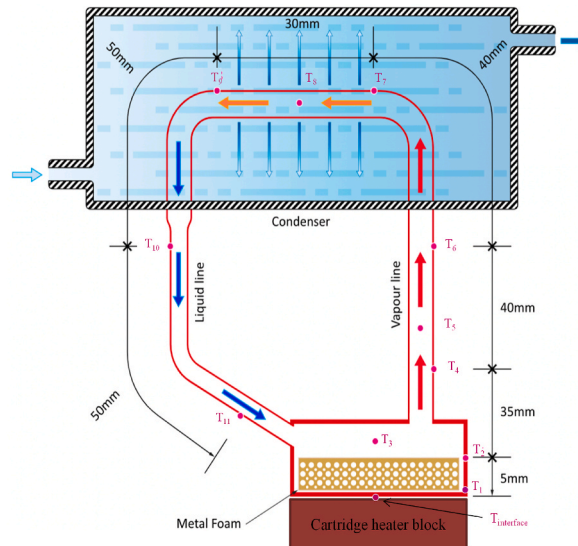 30mm
50mm
40mm
T8
T7
Condenser
T10
T6
Liquid line
Vapour line
40mm
T5
T4
50mm
35mm
T11
T3
T2
5mm
T1
Metal Foam
Cartridge heater block
Tinterface